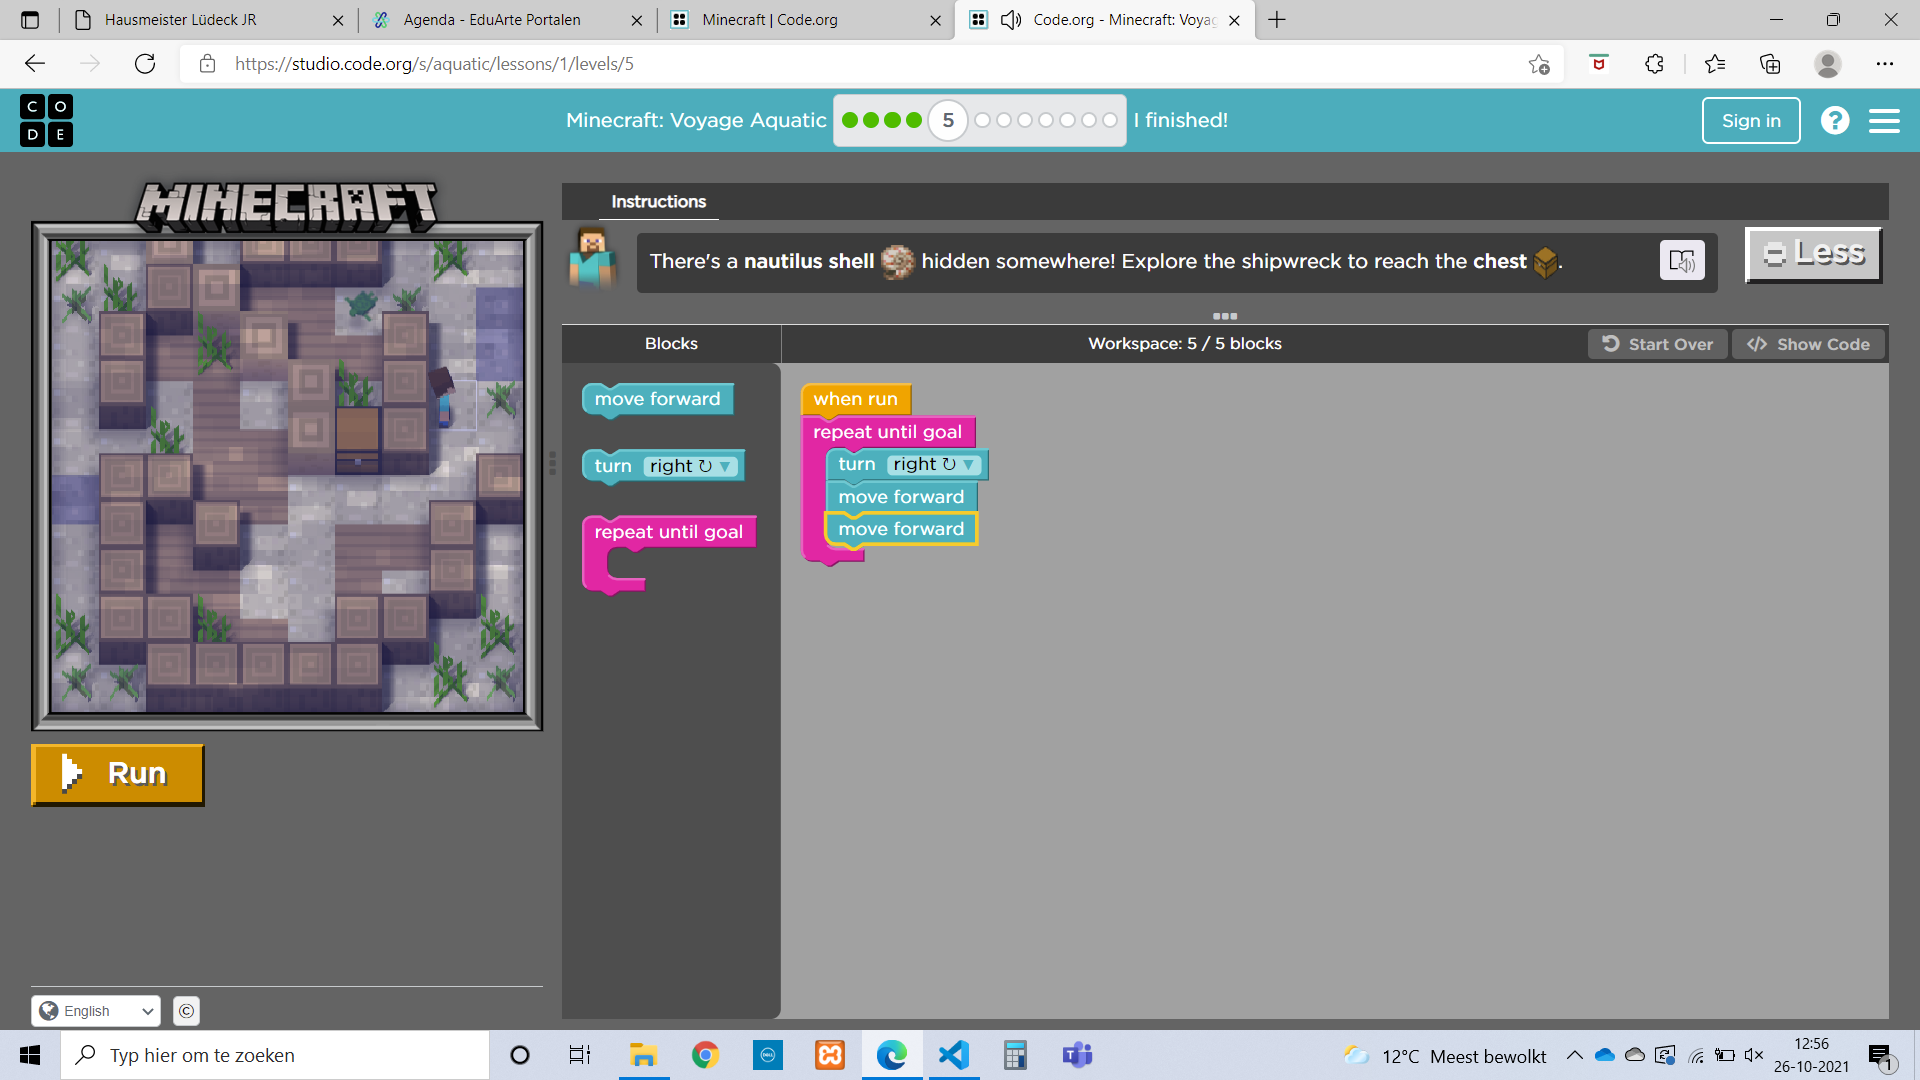 Hausmeister Lüdeck JR
Agenda - EduArte Portalen
Minecraft | Code.org
Code.org - Minecraft: Voyag
https://studio.code.org/s/aquatic/lessons/1/levels/5
C O
D E
Minecraft: Voyage Aquatic
5
I finished!
Sign in
?
MINECRAFT
Instructions
There's a nautilus shell hidden somewhere! Explore the shipwreck to reach the chest .
Less
Blocks
Workspace: 5 / 5 blocks
Start Over
</> Show Code
move forward
turn right ↻ ▼
repeat until goal
when run
repeat until goal
turn right ↻ ▼
move forward
move forward
Run
English
©
Typ hier om te zoeken
DELL
12°C Meest bewolkt
12:56
26-10-2021
1